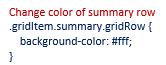 Change color of summary row
.gridItem.summary.gridRow {
background-color: #fff;
}